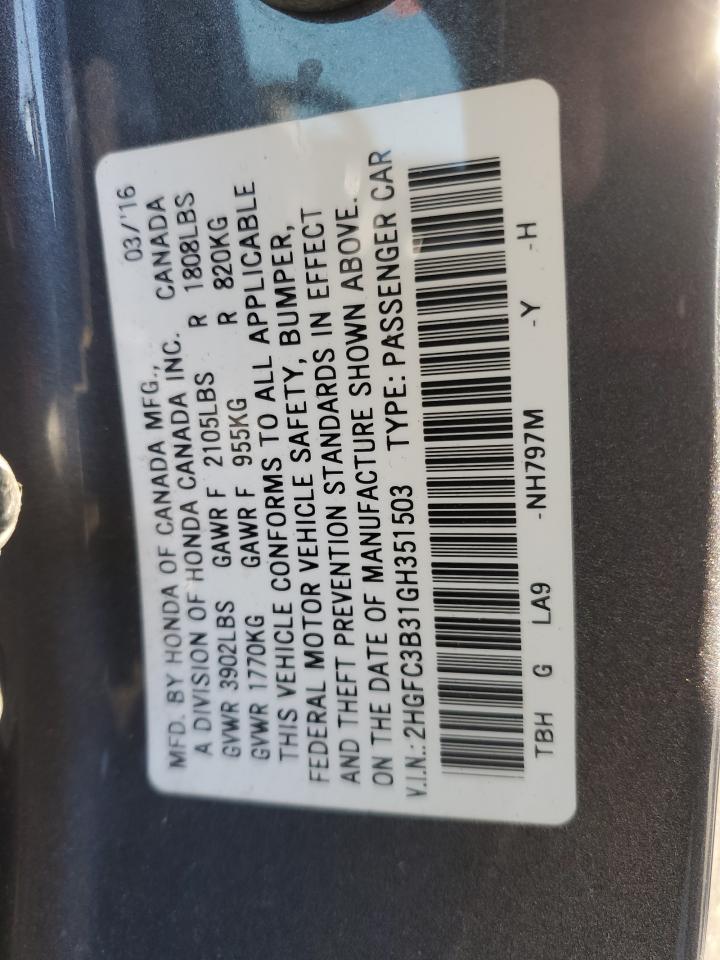 MFD. BY HONDA OF CANADA MFG., 03/'16
A DIVISION OF HONDA CANADA INC. CANADA
GVWR 3902LBS GAWR F 2105LBS R 1808LBS
GVWR 1770KG GAWR F 955KG R 820KG
THIS VEHICLE CONFORMS TO ALL APPLICABLE
FEDERAL MOTOR VEHICLE SAFETY, BUMPER,
AND THEFT PREVENTION STANDARDS IN EFFECT
ON THE DATE OF MANUFACTURE SHOWN ABOVE.
V.I.N.: 2HGFC3B31GH351503 TYPE: PASSENGER CAR
TBH G LA9 -NH797M -Y -H